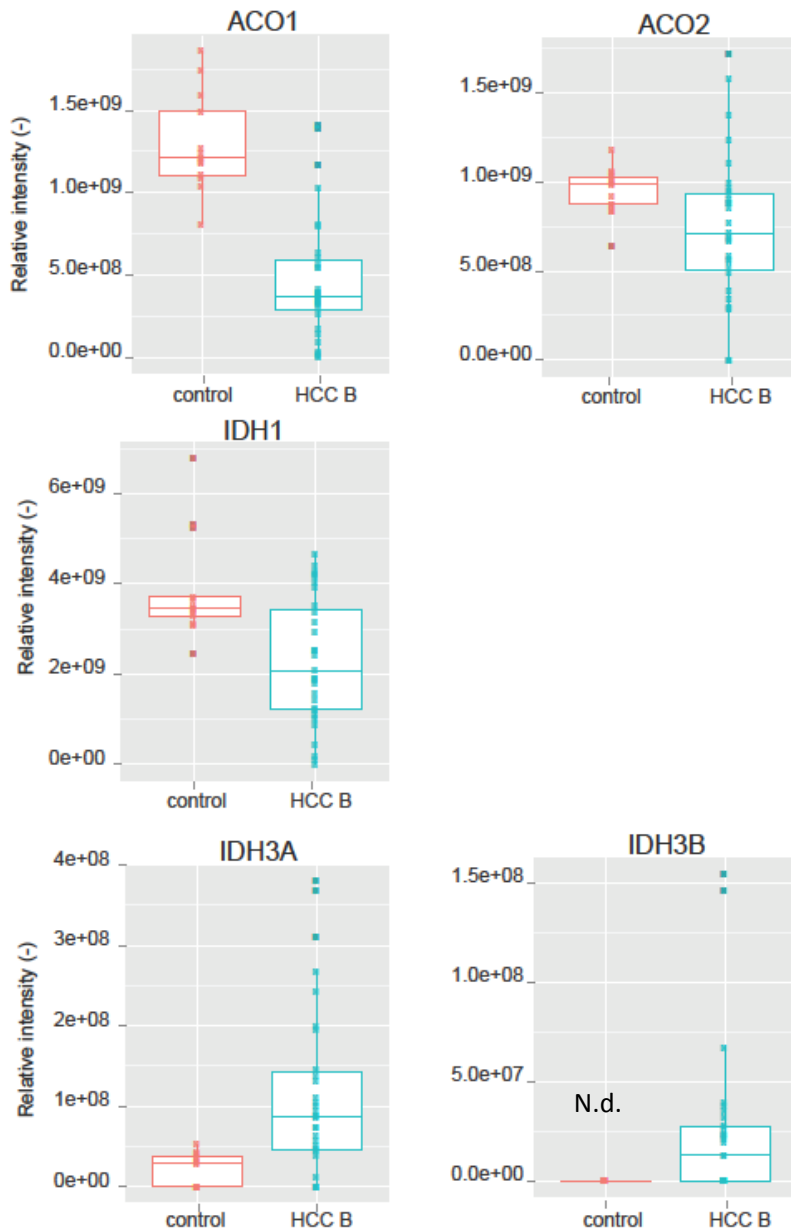 ACO1
Relative intensity (-)
1.5e+09
1.0e+09
5.0e+08
0.0e+00
control HCC B
ACO2
1.5e+09
1.0e+09
5.0e+08
0.0e+00
control HCC B
IDH1
Relative intensity (-)
6e+09
4e+09
2e+09
0e+00
control HCC B
IDH3A
Relative intensity (-)
4e+08
3e+08
2e+08
1e+08
0e+00
control HCC B
IDH3B
1.5e+08
1.0e+08
5.0e+07
N.d.
0.0e+00
control HCC B